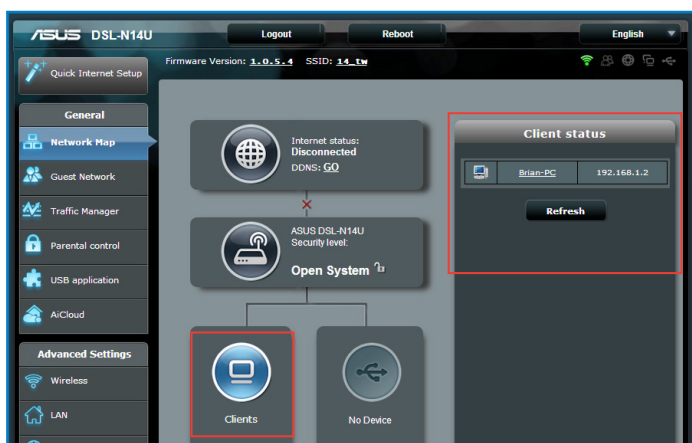 ASUS DSL-N14U
Logout
Reboot
English
Quick Internet Setup
Firmware Version: 1.0.5.4 SSID: 14_tw
General
Network Map
Guest Network
Traffic Manager
Parental control
USB application
AiCloud
Advanced Settings
Wireless
LAN
Internet status:
Disconnected
DDNS: GO
ASUS DSL-N14U
Security level:
Open System
Clients
No Device
Client status
Brian-PC 192.168.1.2
Refresh